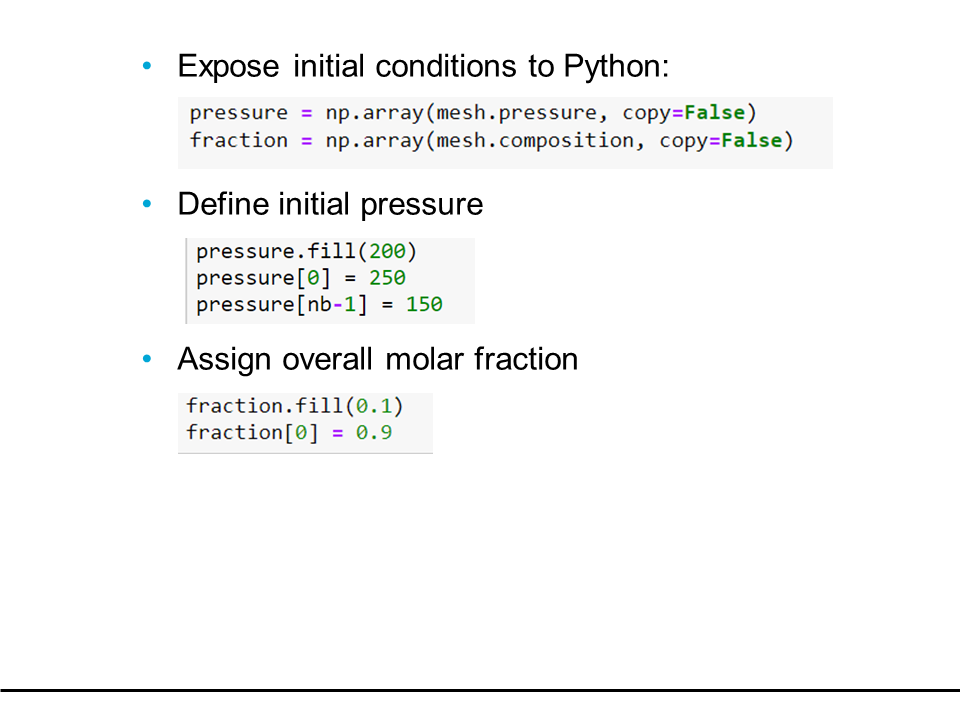 • Expose initial conditions to Python:
pressure = np.array(mesh.pressure, copy=False)
fraction = np.array(mesh.composition, copy=False)
• Define initial pressure
pressure.fill(200)
pressure[0] = 250
pressure[nb-1] = 150
• Assign overall molar fraction
fraction.fill(0.1)
fraction[0] = 0.9